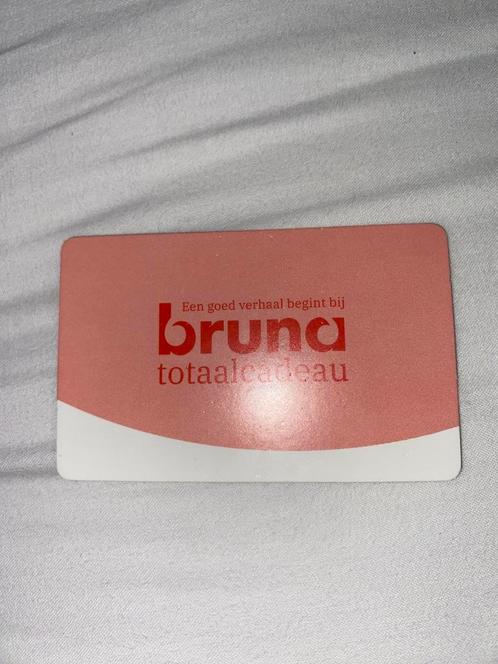 Een goed verhaal begint bij
bruna
totaalcadeau